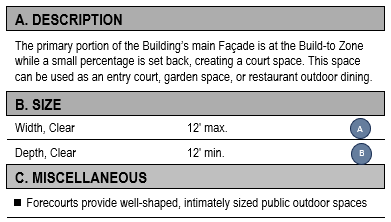 A. DESCRIPTION
The primary portion of the Building's main Façade is at the Build-to Zone
while a small percentage is set back, creating a court space. This space
can be used as an entry court, garden space, or restaurant outdoor dining.
B. SIZE
Width, Clear 12' max. A
Depth, Clear 12' min. B
C. MISCELLANEOUS
■ Forecourts provide well-shaped, intimately sized public outdoor spaces